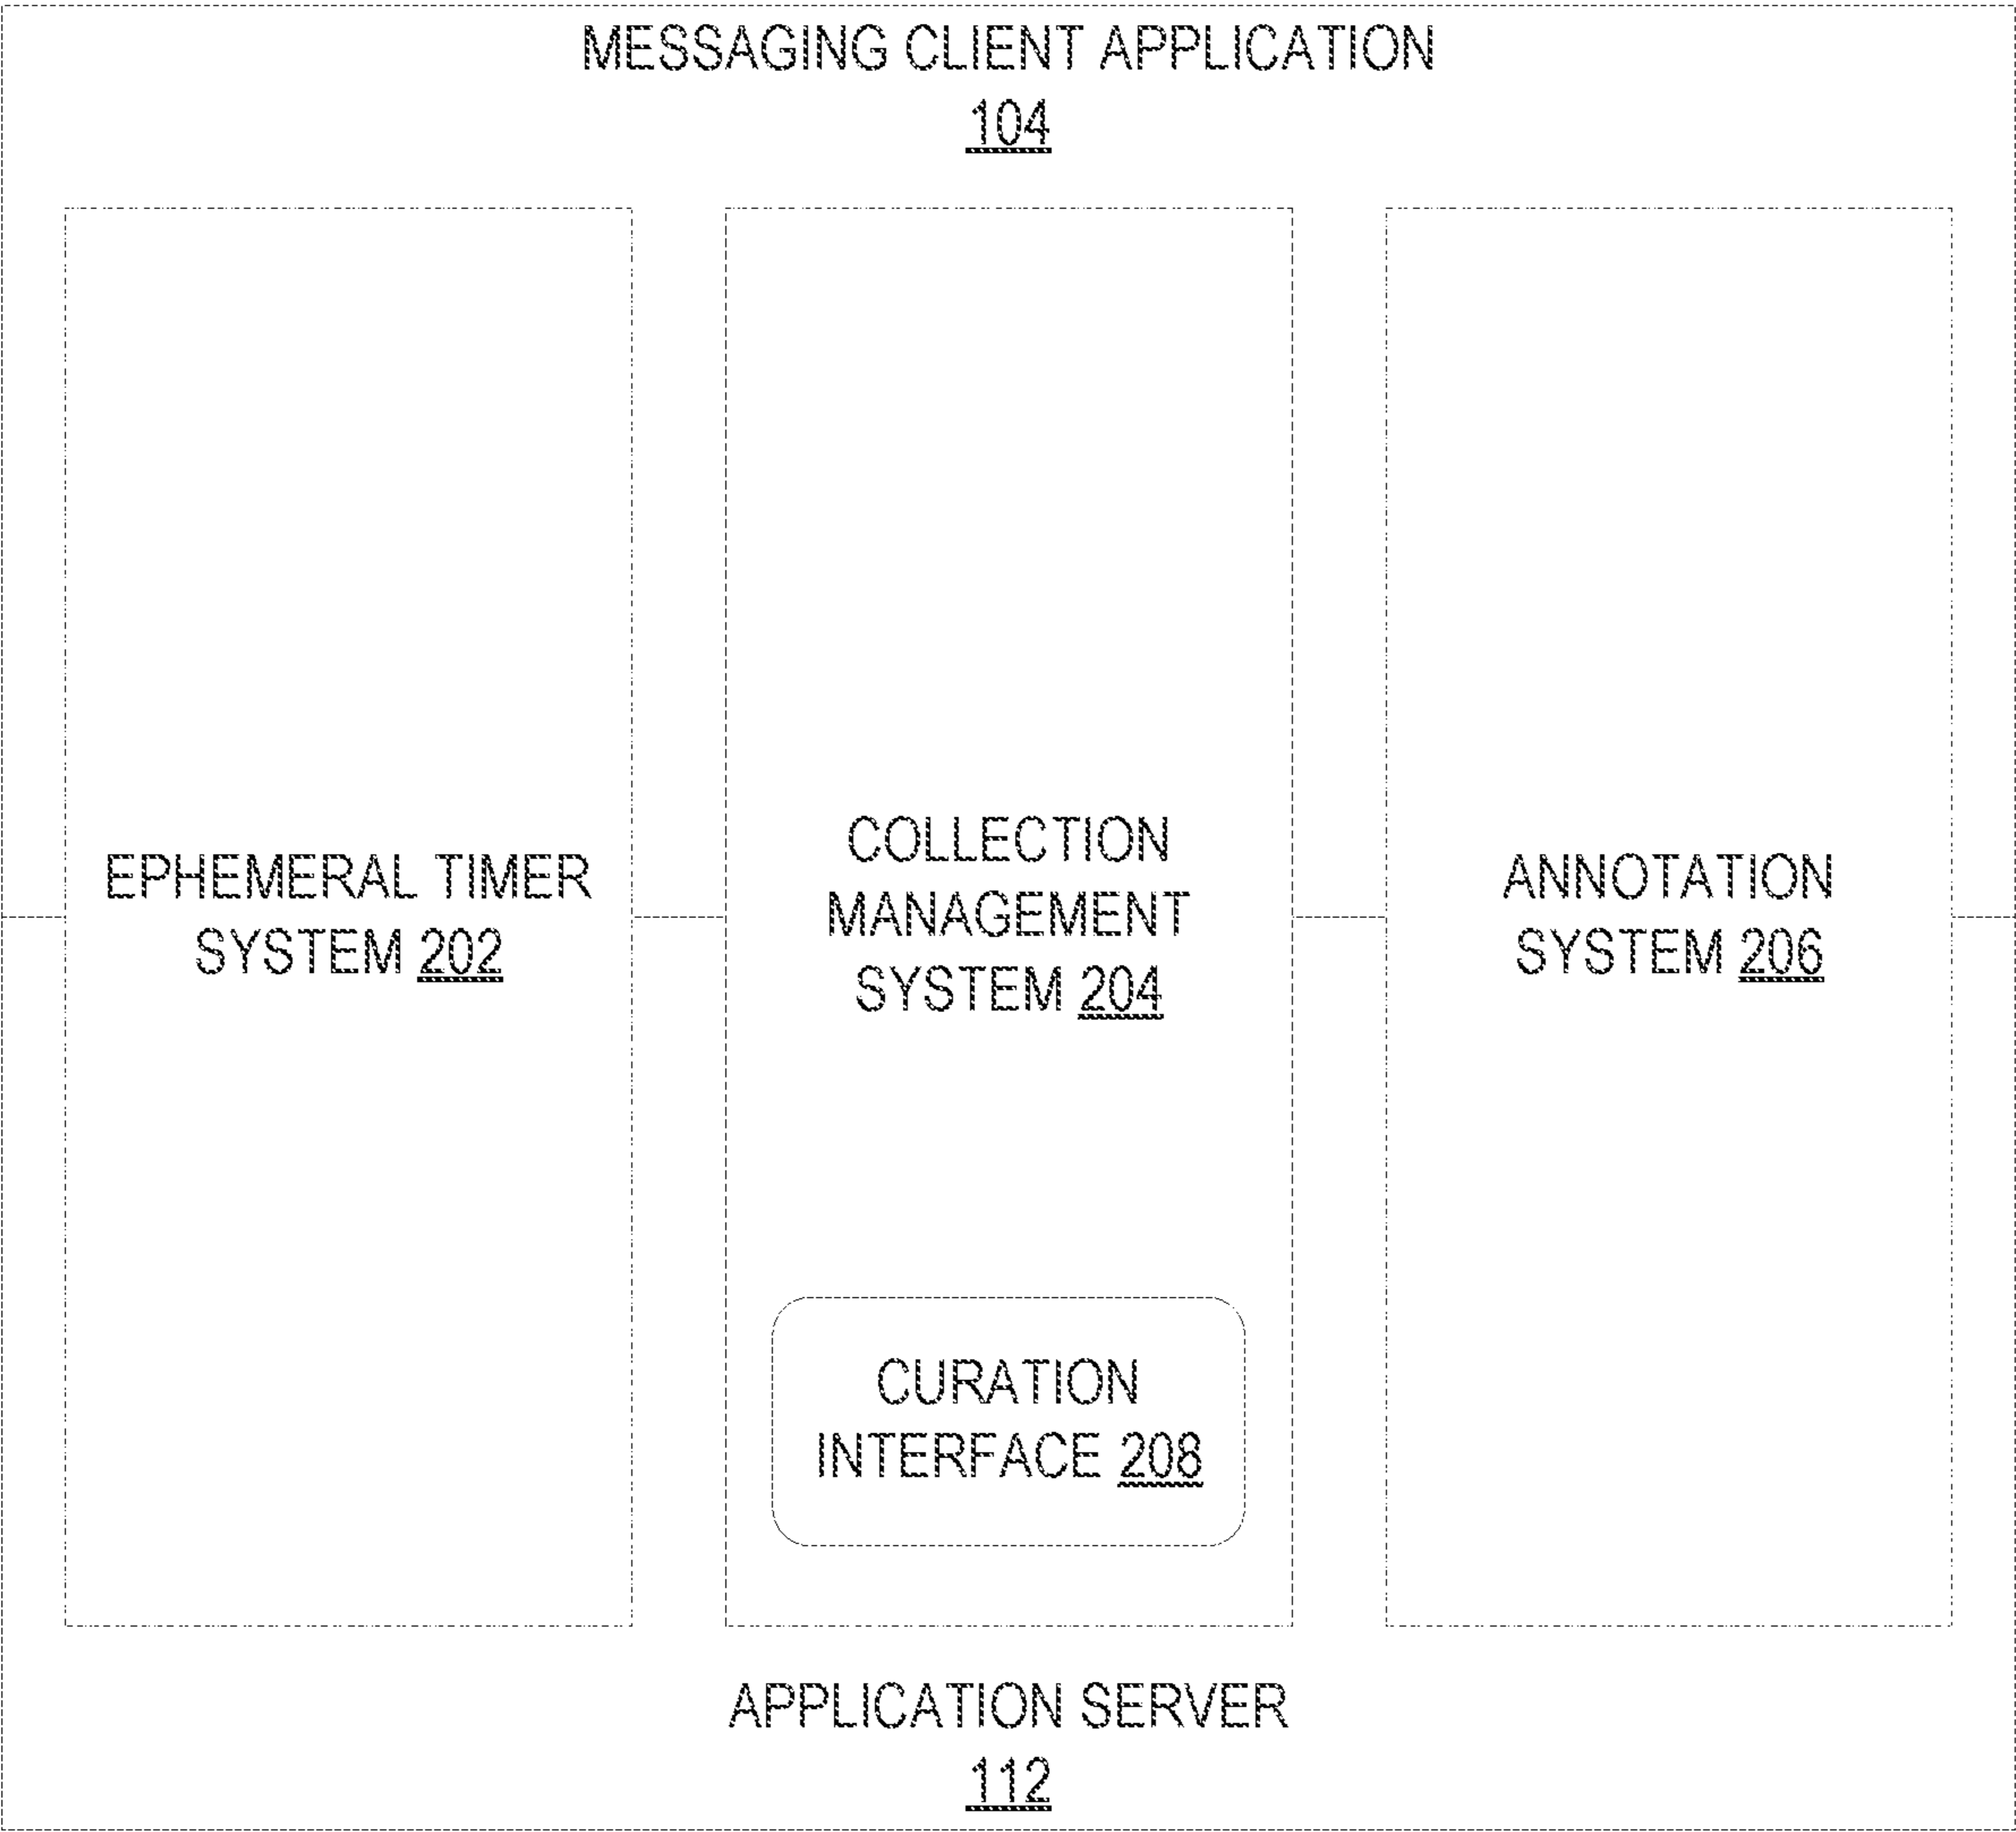 MESSAGING CLIENT APPLICATION
104
EPHEMERAL TIMER
SYSTEM 202
COLLECTION
MANAGEMENT
SYSTEM 204
CURATION
INTERFACE 208
ANNOTATION
SYSTEM 206
APPLICATION SERVER
112